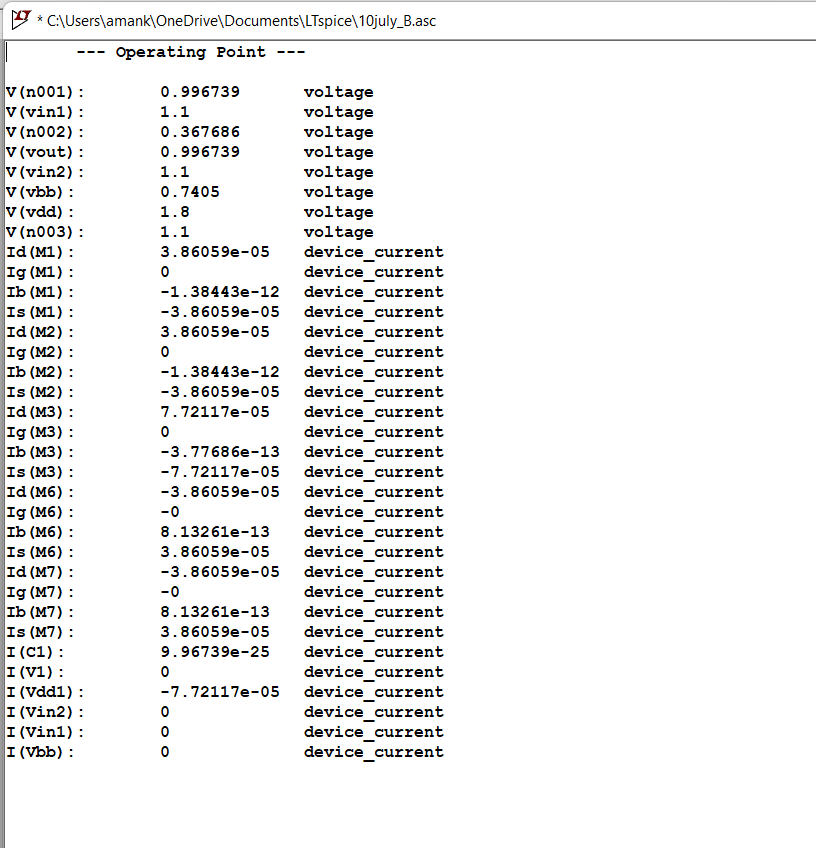 * C:\Users\amank\OneDrive\Documents\LTspice\10july_B.asc
--- Operating Point ---
V(n001): 0.996739 voltage
V(vin1): 1.1 voltage
V(n002): 0.367686 voltage
V(vout): 0.996739 voltage
V(vin2): 1.1 voltage
V(vbb): 0.7405 voltage
V(vdd): 1.8 voltage
V(n003): 1.1 voltage
Id(M1): 3.86059e-05 device_current
Ig(M1): 0 device_current
Ib(M1): -1.38443e-12 device_current
Is(M1): -3.86059e-05 device_current
Id(M2): 3.86059e-05 device_current
Ig(M2): 0 device_current
Ib(M2): -1.38443e-12 device_current
Is(M2): -3.86059e-05 device_current
Id(M3): 7.72117e-05 device_current
Ig(M3): 0 device_current
Ib(M3): -3.77686e-13 device_current
Is(M3): -7.72117e-05 device_current
Id(M6): -3.86059e-05 device_current
Ig(M6): -0 device_current
Ib(M6): 8.13261e-13 device_current
Is(M6): 3.86059e-05 device_current
Id(M7): -3.86059e-05 device_current
Ig(M7): -0 device_current
Ib(M7): 8.13261e-13 device_current
Is(M7): 3.86059e-05 device_current
I(C1): 9.96739e-25 device_current
I(V1): 0 device_current
I(Vdd1): -7.72117e-05 device_current
I(Vin2): 0 device_current
I(Vin1): 0 device_current
I(Vbb): 0 device_current